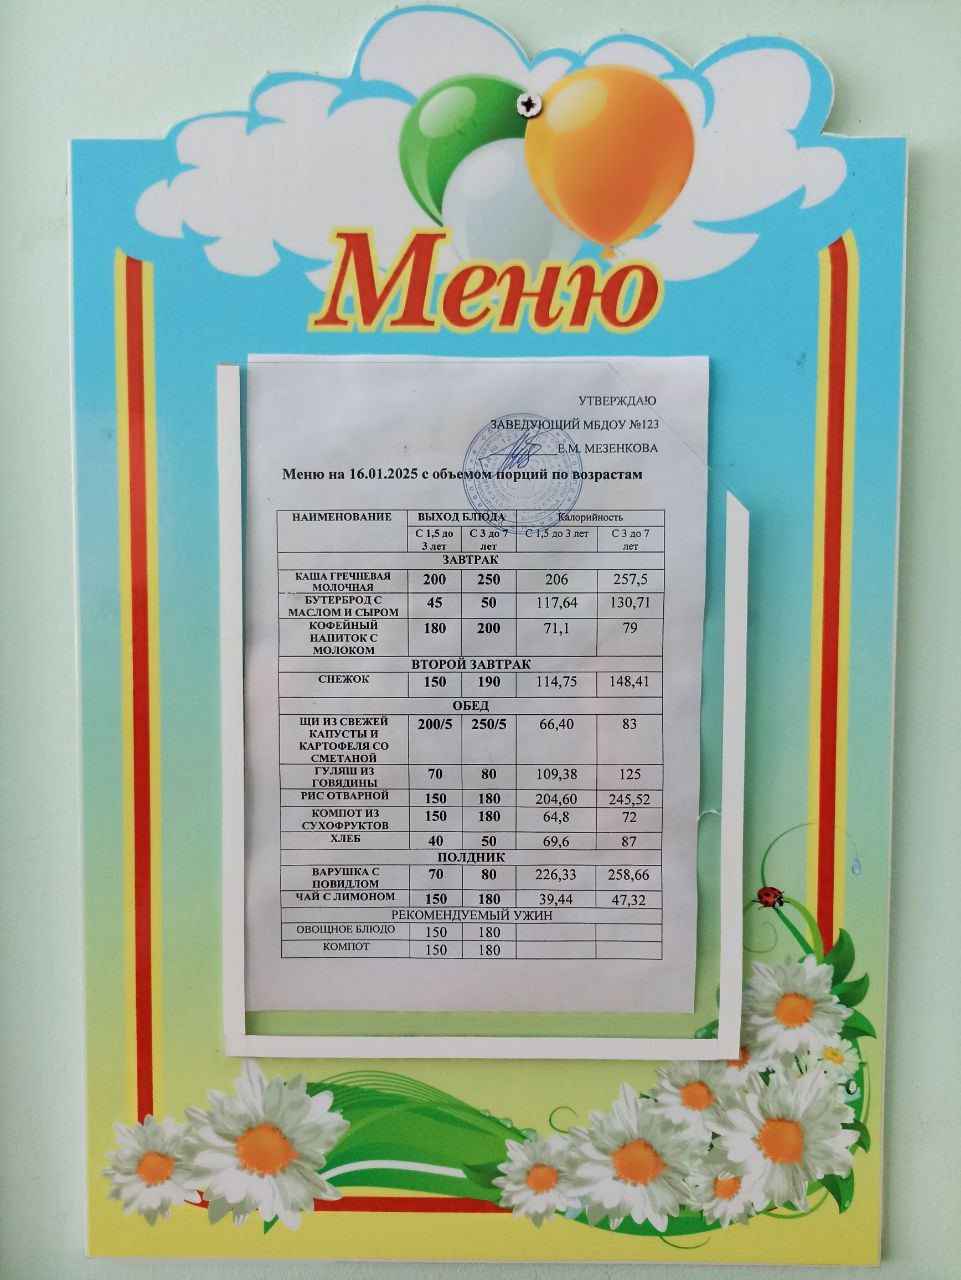 Меню
УТВЕРЖДАЮ
ЗАВЕДУЮЩИЙ МБДОУ №123
Е.М. МЕЗЕНКОВА
Меню на 16.01.2025 с объемом порций по возрастам
НАИМЕНОВАНИЕ ВЫХОД БЛЮДА Калорийность
С 1,5 до 3 лет С 3 до 7 лет С 1,5 до 3 лет С 3 до 7 лет
ЗАВТРАК
КАША ГРЕЧНЕВАЯ МОЛОЧНАЯ 200 250 206 257,5
БУТЕРБРОД С МАСЛОМ И СЫРОМ 45 50 117,64 130,71
КОФЕЙНЫЙ НАПИТОК С МОЛОКОМ 180 200 71,1 79
ВТОРОЙ ЗАВТРАК
СНЕЖОК 150 190 114,75 148,41
ОБЕД
ЩИ ИЗ СВЕЖЕЙ КАПУСТЫ И КАРТОФЕЛЯ СО СМЕТАНОЙ 200/5 250/5 66,40 83
ГУЛЯШ ИЗ ГОВЯДИНЫ 70 80 109,38 125
РИС ОТВАРНОЙ 150 180 204,60 245,52
КОМПОТ ИЗ СУХОФРУКТОВ 150 180 64,8 72
ХЛЕБ 40 50 69,6 87
ПОЛДНИК
ВАРУШКА С ПОВИДЛОМ 70 80 226,33 258,66
ЧАЙ С ЛИМОНОМ 150 180 39,44 47,32
РЕКОМЕНДУЕМЫЙ УЖИН
ОВОЩНОЕ БЛЮДО 150 180
КОМПОТ 150 180